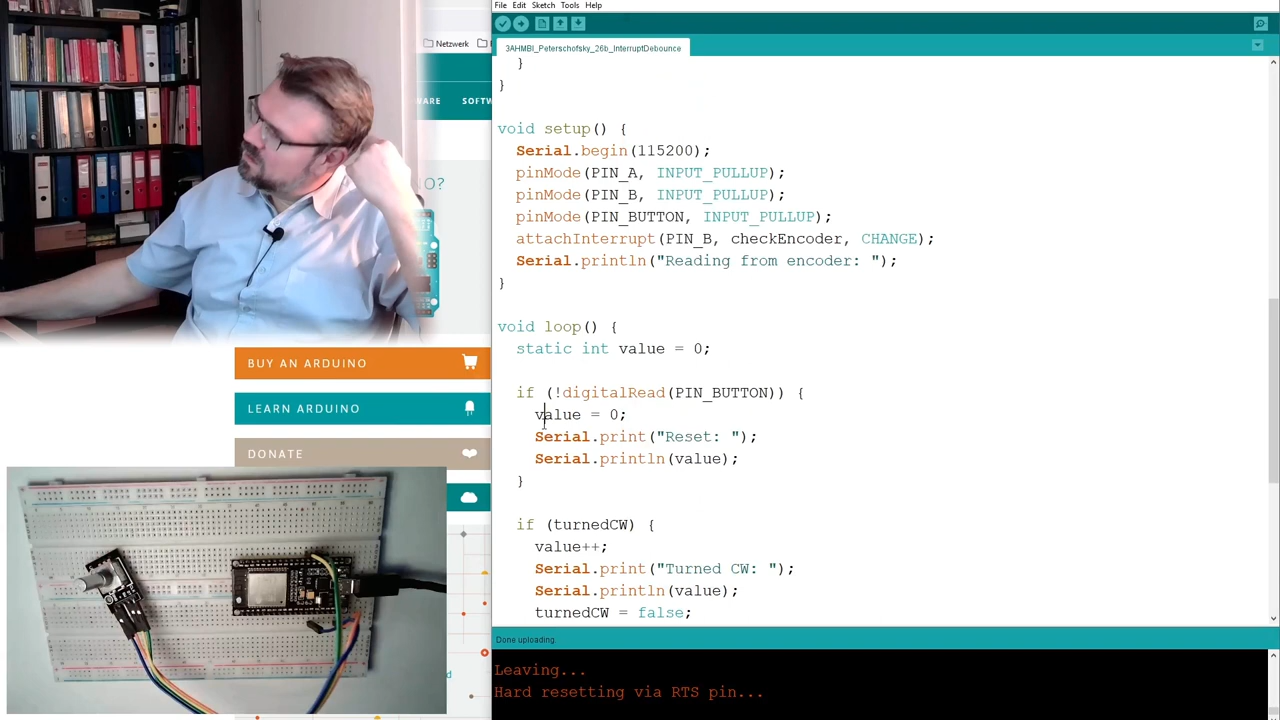 File Edit Sketch Tools Help
Netzwerk
3AHMBI_Peterschofsky_26b_InterruptDebounce
WARE SOFTW
}
}
void setup() {
Serial.begin(115200);
pinMode(PIN_A, INPUT_PULLUP);
pinMode(PIN_B, INPUT_PULLUP);
pinMode(PIN_BUTTON, INPUT_PULLUP);
attachInterrupt(PIN_B, checkEncoder, CHANGE);
Serial.println("Reading from encoder: ");
}
void loop() {
static int value = 0;
if (!digitalRead(PIN_BUTTON)) {
value = 0;
Serial.print("Reset: ");
Serial.println(value);
}
if (turnedCW) {
value++;
Serial.print("Turned CW: ");
Serial.println(value);
turnedCW = false;
O?
BUY AN ARDUINO
LEARN ARDUINO
DONATE
d
Done uploading.
Leaving...
Hard resetting via RTS pin...